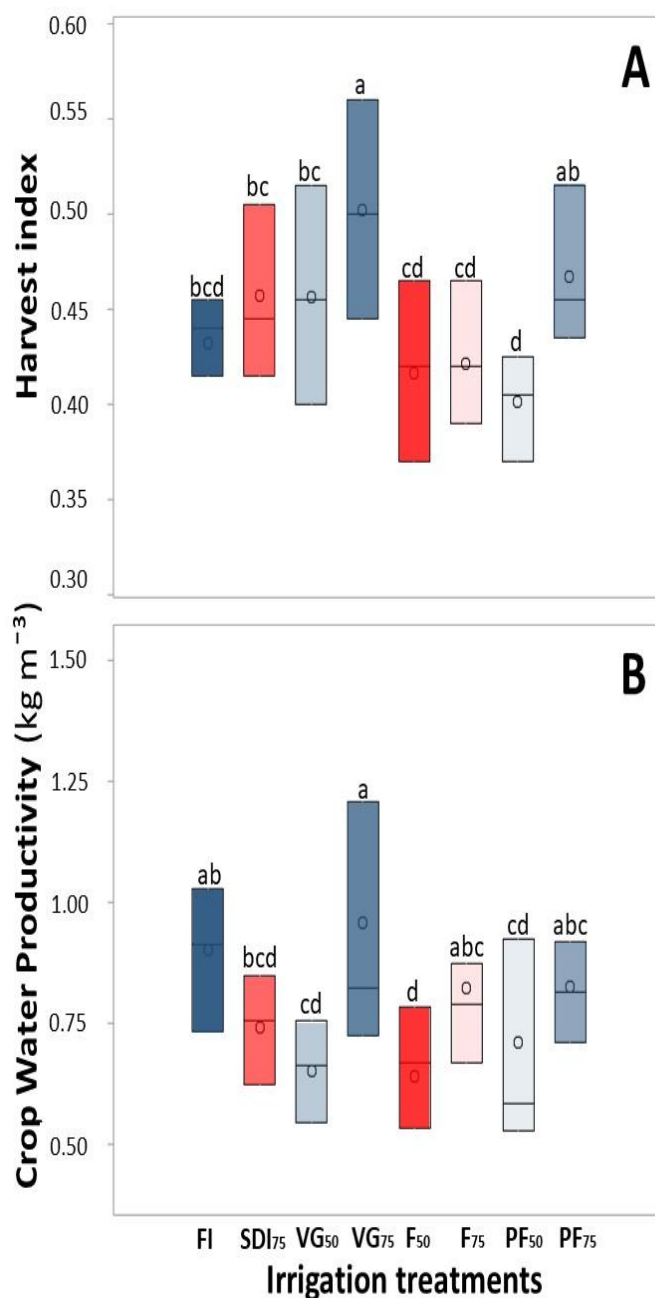 A
Harvest index
0.60
0.55
0.50
0.45
0.40
0.35
0.30
bcd
bc
bc
a
cd
cd
d
ab
B
Crop Water Productivity (kg m⁻³)
1.50
1.25
1.00
0.75
0.50
ab
bcd
cd
a
d
abc
cd
abc
FI SDI₇₅ VG₅₀ VG₇₅ F₅₀ F₇₅ PF₅₀ PF₇₅
Irrigation treatments